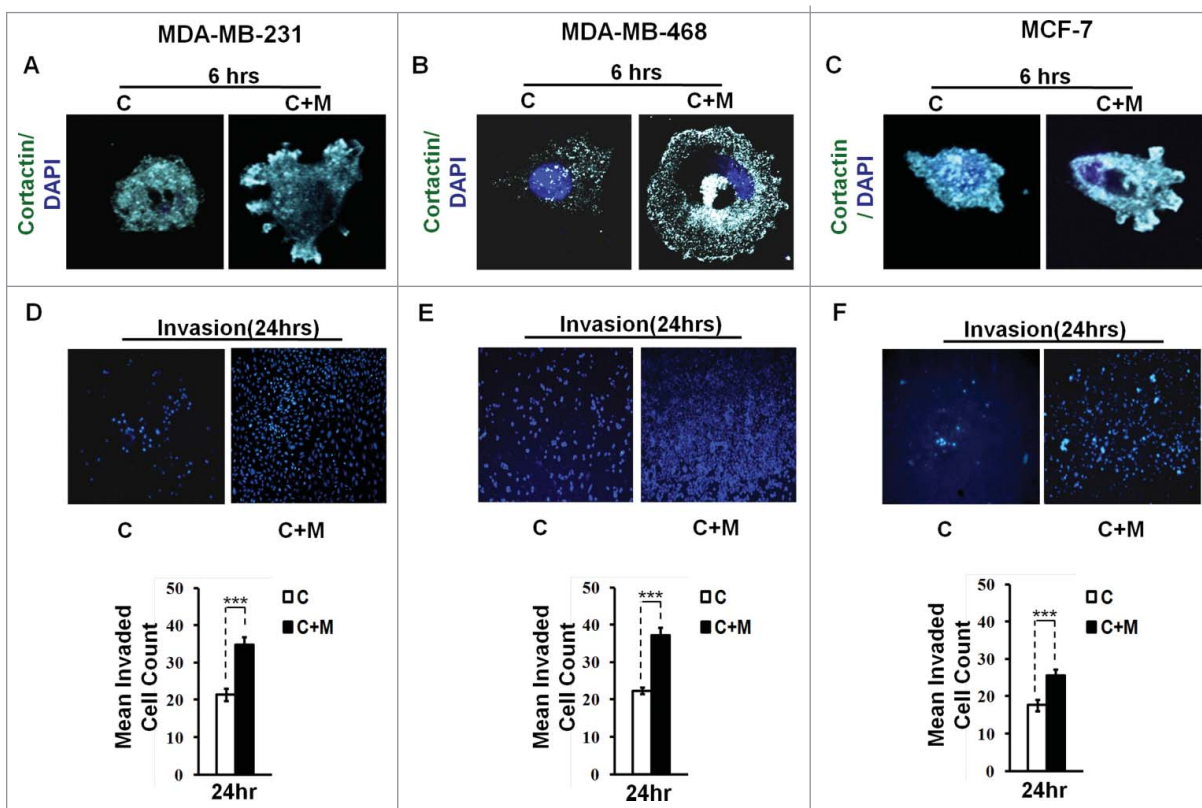 MDA-MB-231
A
6 hrs
C C+M
Cortactin/
DAPI
MDA-MB-468
B
6 hrs
C C+M
Cortactin/
DAPI
MCF-7
C
6 hrs
C C+M
Cortactin
/ DAPI
D
Invasion(24hrs)
C C+M
Mean Invaded
Cell Count
50
40
30
20
10
0
***
C
C+M
24hr
E
Invasion(24hrs)
C C+M
Mean Invaded
Cell Count
50
40
30
20
10
0
***
C
C+M
24hr
F
Invasion(24hrs)
C C+M
Mean Invaded
Cell Count
50
40
30
20
10
0
***
C
C+M
24hr